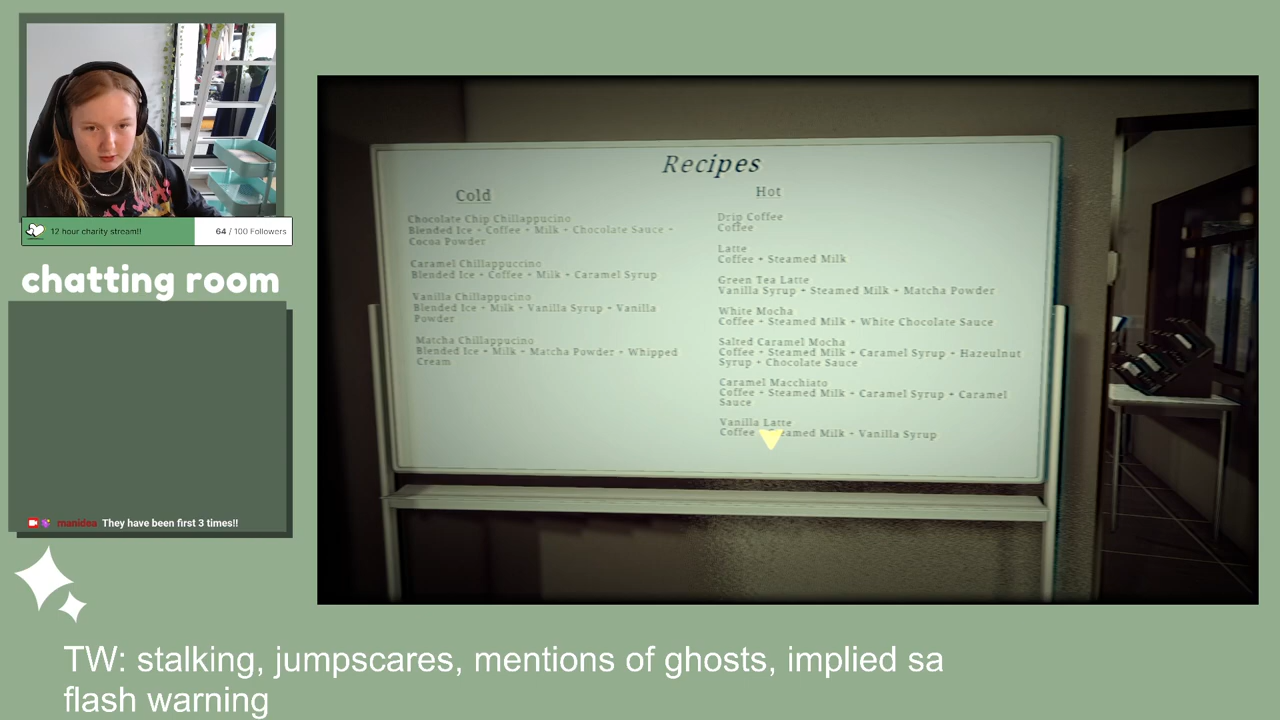 12 hour charity stream!!
64 / 100 Followers
chatting room
manidea They have been first 3 times!!
Recipes
Cold
Chocolate Chip Chillappucino
Blended Ice - Coffee - Milk - Chocolate Sauce -
Cocoa Powder
Caramel Chillappuccino
Blended Ice - Coffee - Milk - Caramel Syrup
Vanilla Chillappucino
Blended Ice - Milk - Vanilla Syrup - Vanilla
Powder
Matcha Chillappucino
Blended Ice - Milk - Matcha Powder - Whipped
Cream
Hot
Drip Coffee
Coffee
Latte
Coffee - Steamed Milk
Green Tea Latte
Vanilla Syrup - Steamed Milk - Matcha Powder
White Mocha
Coffee - Steamed Milk - White Chocolate Sauce
Salted Caramel Mocha
Coffee - Steamed Milk - Caramel Syrup - Hazeulnut
Syrup - Chocolate Sauce
Caramel Macchiato
Coffee - Steamed Milk - Caramel Syrup - Caramel
Sauce
Vanilla Latte
Coffee - Steamed Milk - Vanilla Syrup
TW: stalking, jumpscares, mentions of ghosts, implied sa
flash warning